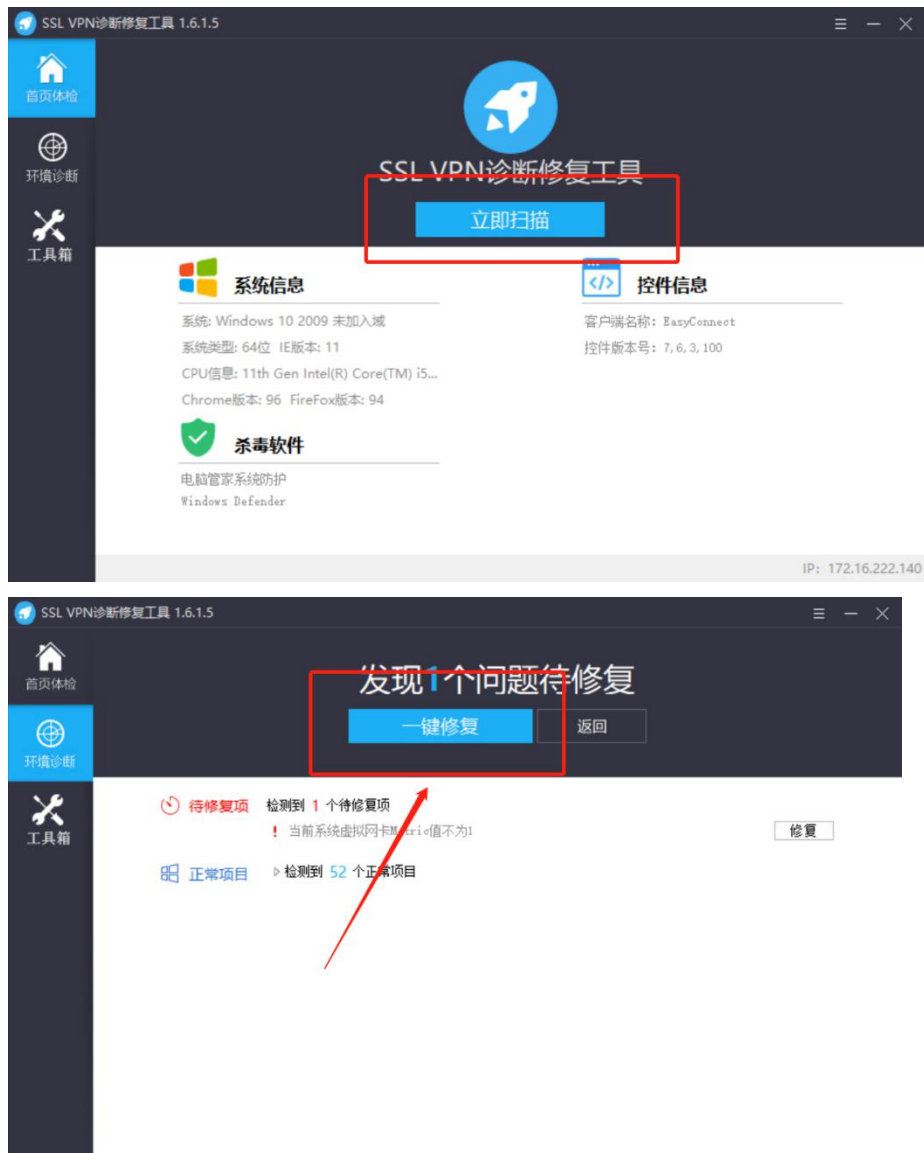 SSL VPN诊断修复工具 1.6.1.5
首页体检
环境诊断
工具箱
SSL VPN诊断修复工具
立即扫描
系统信息
系统: Windows 10 2009 未加入域
系统类型: 64位 IE版本: 11
CPU信息: 11th Gen Intel(R) Core(TM) i5...
Chrome版本: 96 FireFox版本: 94
控件信息
客户端名称: EasyConnect
控件版本号: 7,6,3,100
杀毒软件
电脑管家系统防护
Windows Defender
IP: 172.16.222.140
SSL VPN诊断修复工具 1.6.1.5
首页体检
环境诊断
工具箱
发现1个问题待修复
一键修复
返回
待修复项 检测到 1 个待修复项
! 当前系统虚拟网卡Metric值不为1
修复
正常项目 检测到 52 个正常项目